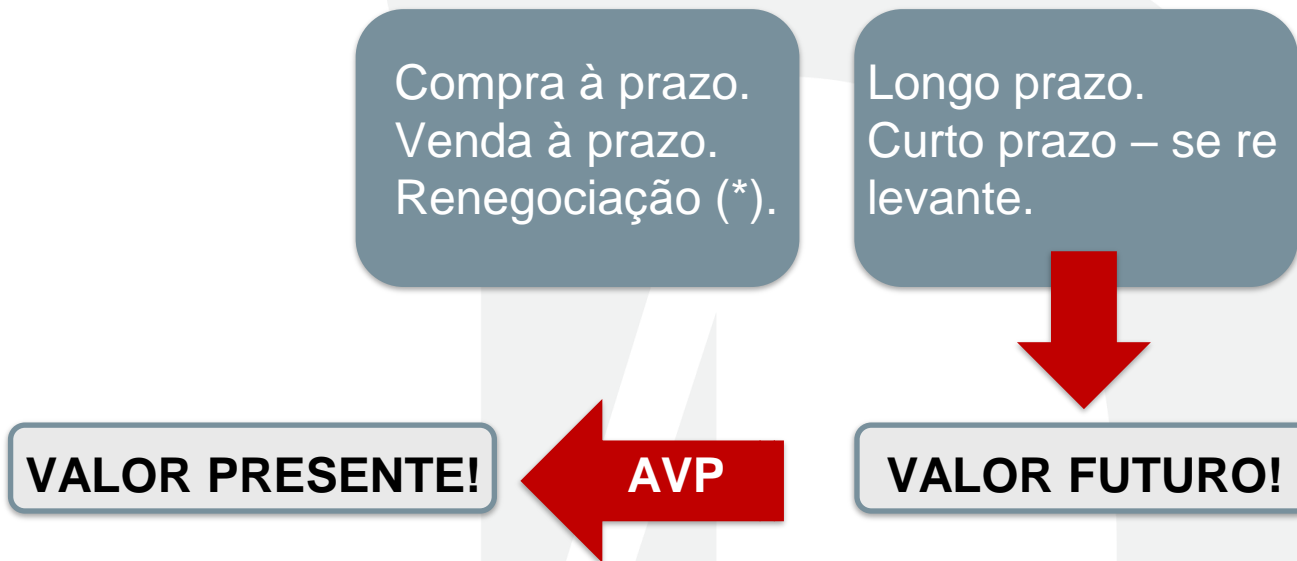 Compra à prazo.
Venda à prazo.
Renegociação (*).
Longo prazo.
Curto prazo – se re
levante.
VALOR PRESENTE!
AVP
VALOR FUTURO!